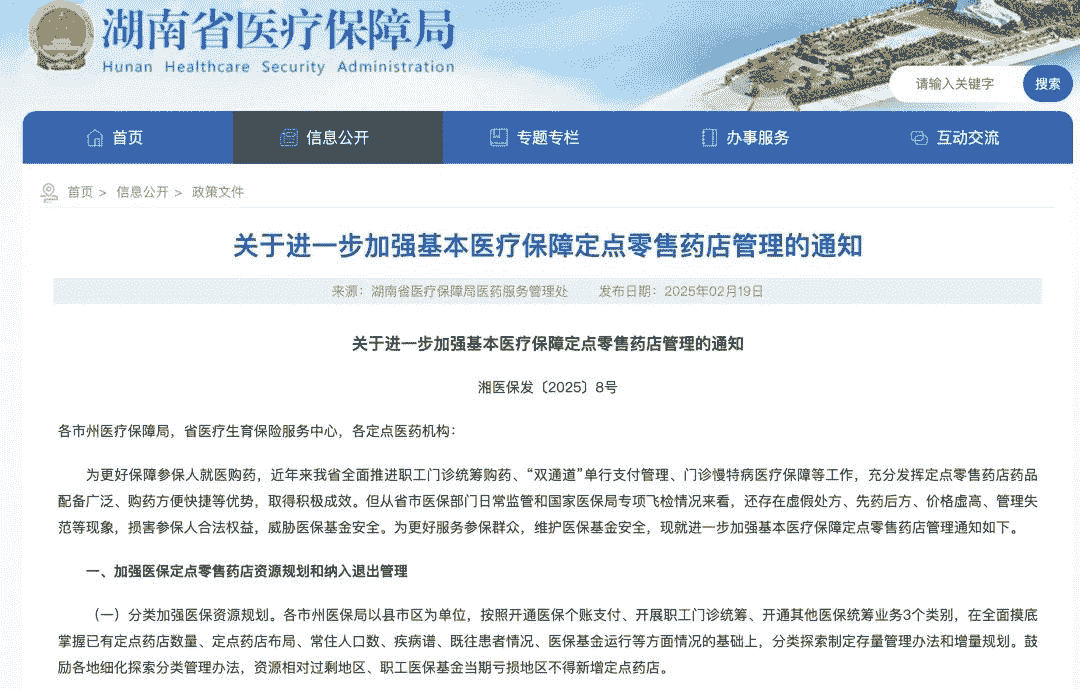 湖南省医疗保障局
Hunan Healthcare Security Administration
请输入关键字
搜索
首页
信息公开
专题专栏
办事服务
互动交流
首页 > 信息公开 > 政策文件
关于进一步加强基本医疗保障定点零售药店管理的通知
来源：湖南省医疗保障局医药服务管理处 发布日期：2025年02月19日
关于进一步加强基本医疗保障定点零售药店管理的通知
湘医保发〔2025〕8号
各市州医疗保障局，省医疗生育保险服务中心，各定点医药机构：
为更好保障参保人就医购药，近年来我省全面推进职工门诊统筹购药、“双通道”单行支付管理、门诊慢特病医疗保障等工作，充分发挥定点零售药店药品
配备广泛、购药方便快捷等优势，取得积极成效。但从省市医保部门日常监管和国家医保局专项飞检情况来看，还存在虚假处方、先药后方、价格虚高、管理失
范等现象，损害参保人合法权益，威胁医保基金安全。为更好服务参保群众，维护医保基金安全，现就进一步加强基本医疗保障定点零售药店管理通知如下。
一、加强医保定点零售药店资源规划和纳入退出管理
（一）分类加强医保资源规划。各市州医保局以县市区为单位，按照开通医保个账支付、开展职工门诊统筹、开通其他医保统筹业务3个类别，在全面摸底
掌握已有定点药店数量、定点药店布局、常住人口数、疾病谱、既往患者情况、医保基金运行等方面情况的基础上，分类探索制定存量管理办法和增量规划。鼓
励各地细化探索分类管理办法，资源相对过剩地区、职工医保基金当期亏损地区不得新增定点药店。